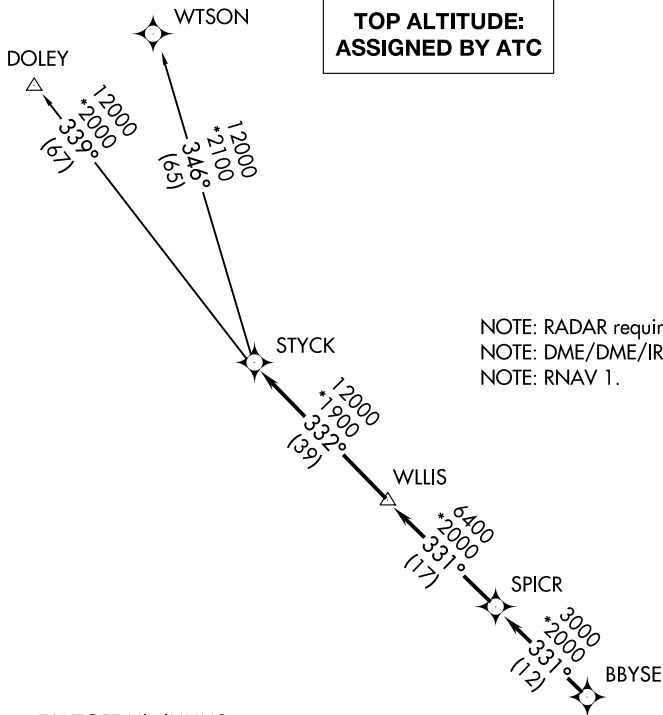 TOP ALTITUDE:
ASSIGNED BY ATC
WTSON
DOLEY
12000
*2000
339°
(67)
12000
*2100
346°
(65)
STYCK
NOTE: RADAR requir
NOTE: DME/DME/IR
NOTE: RNAV 1.
12000
*1900
332°
(39)
WLLIS
6400
*2000
331°
(17)
SPICR
3000
*2000
331°
(12)
BBYSE